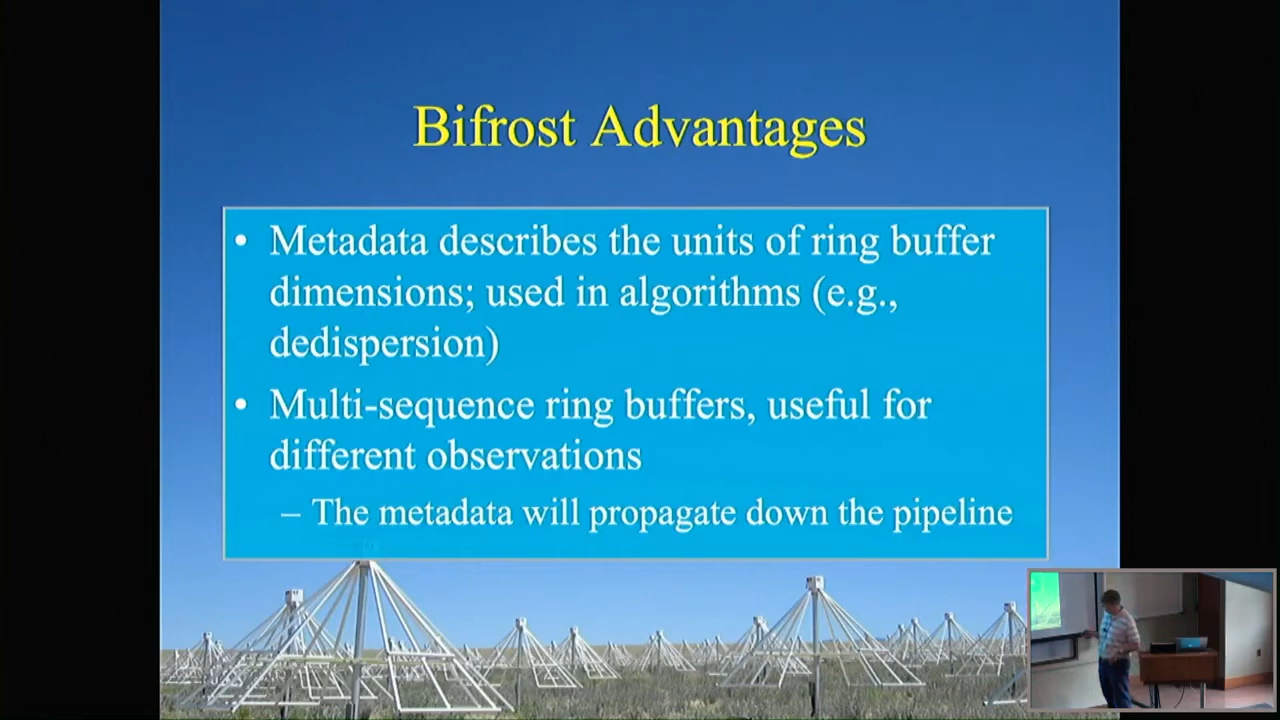 Bifrost Advantages
• Metadata describes the units of ring buffer
dimensions; used in algorithms (e.g.,
dedispersion)
• Multi-sequence ring buffers, useful for
different observations
– The metadata will propagate down the pipeline